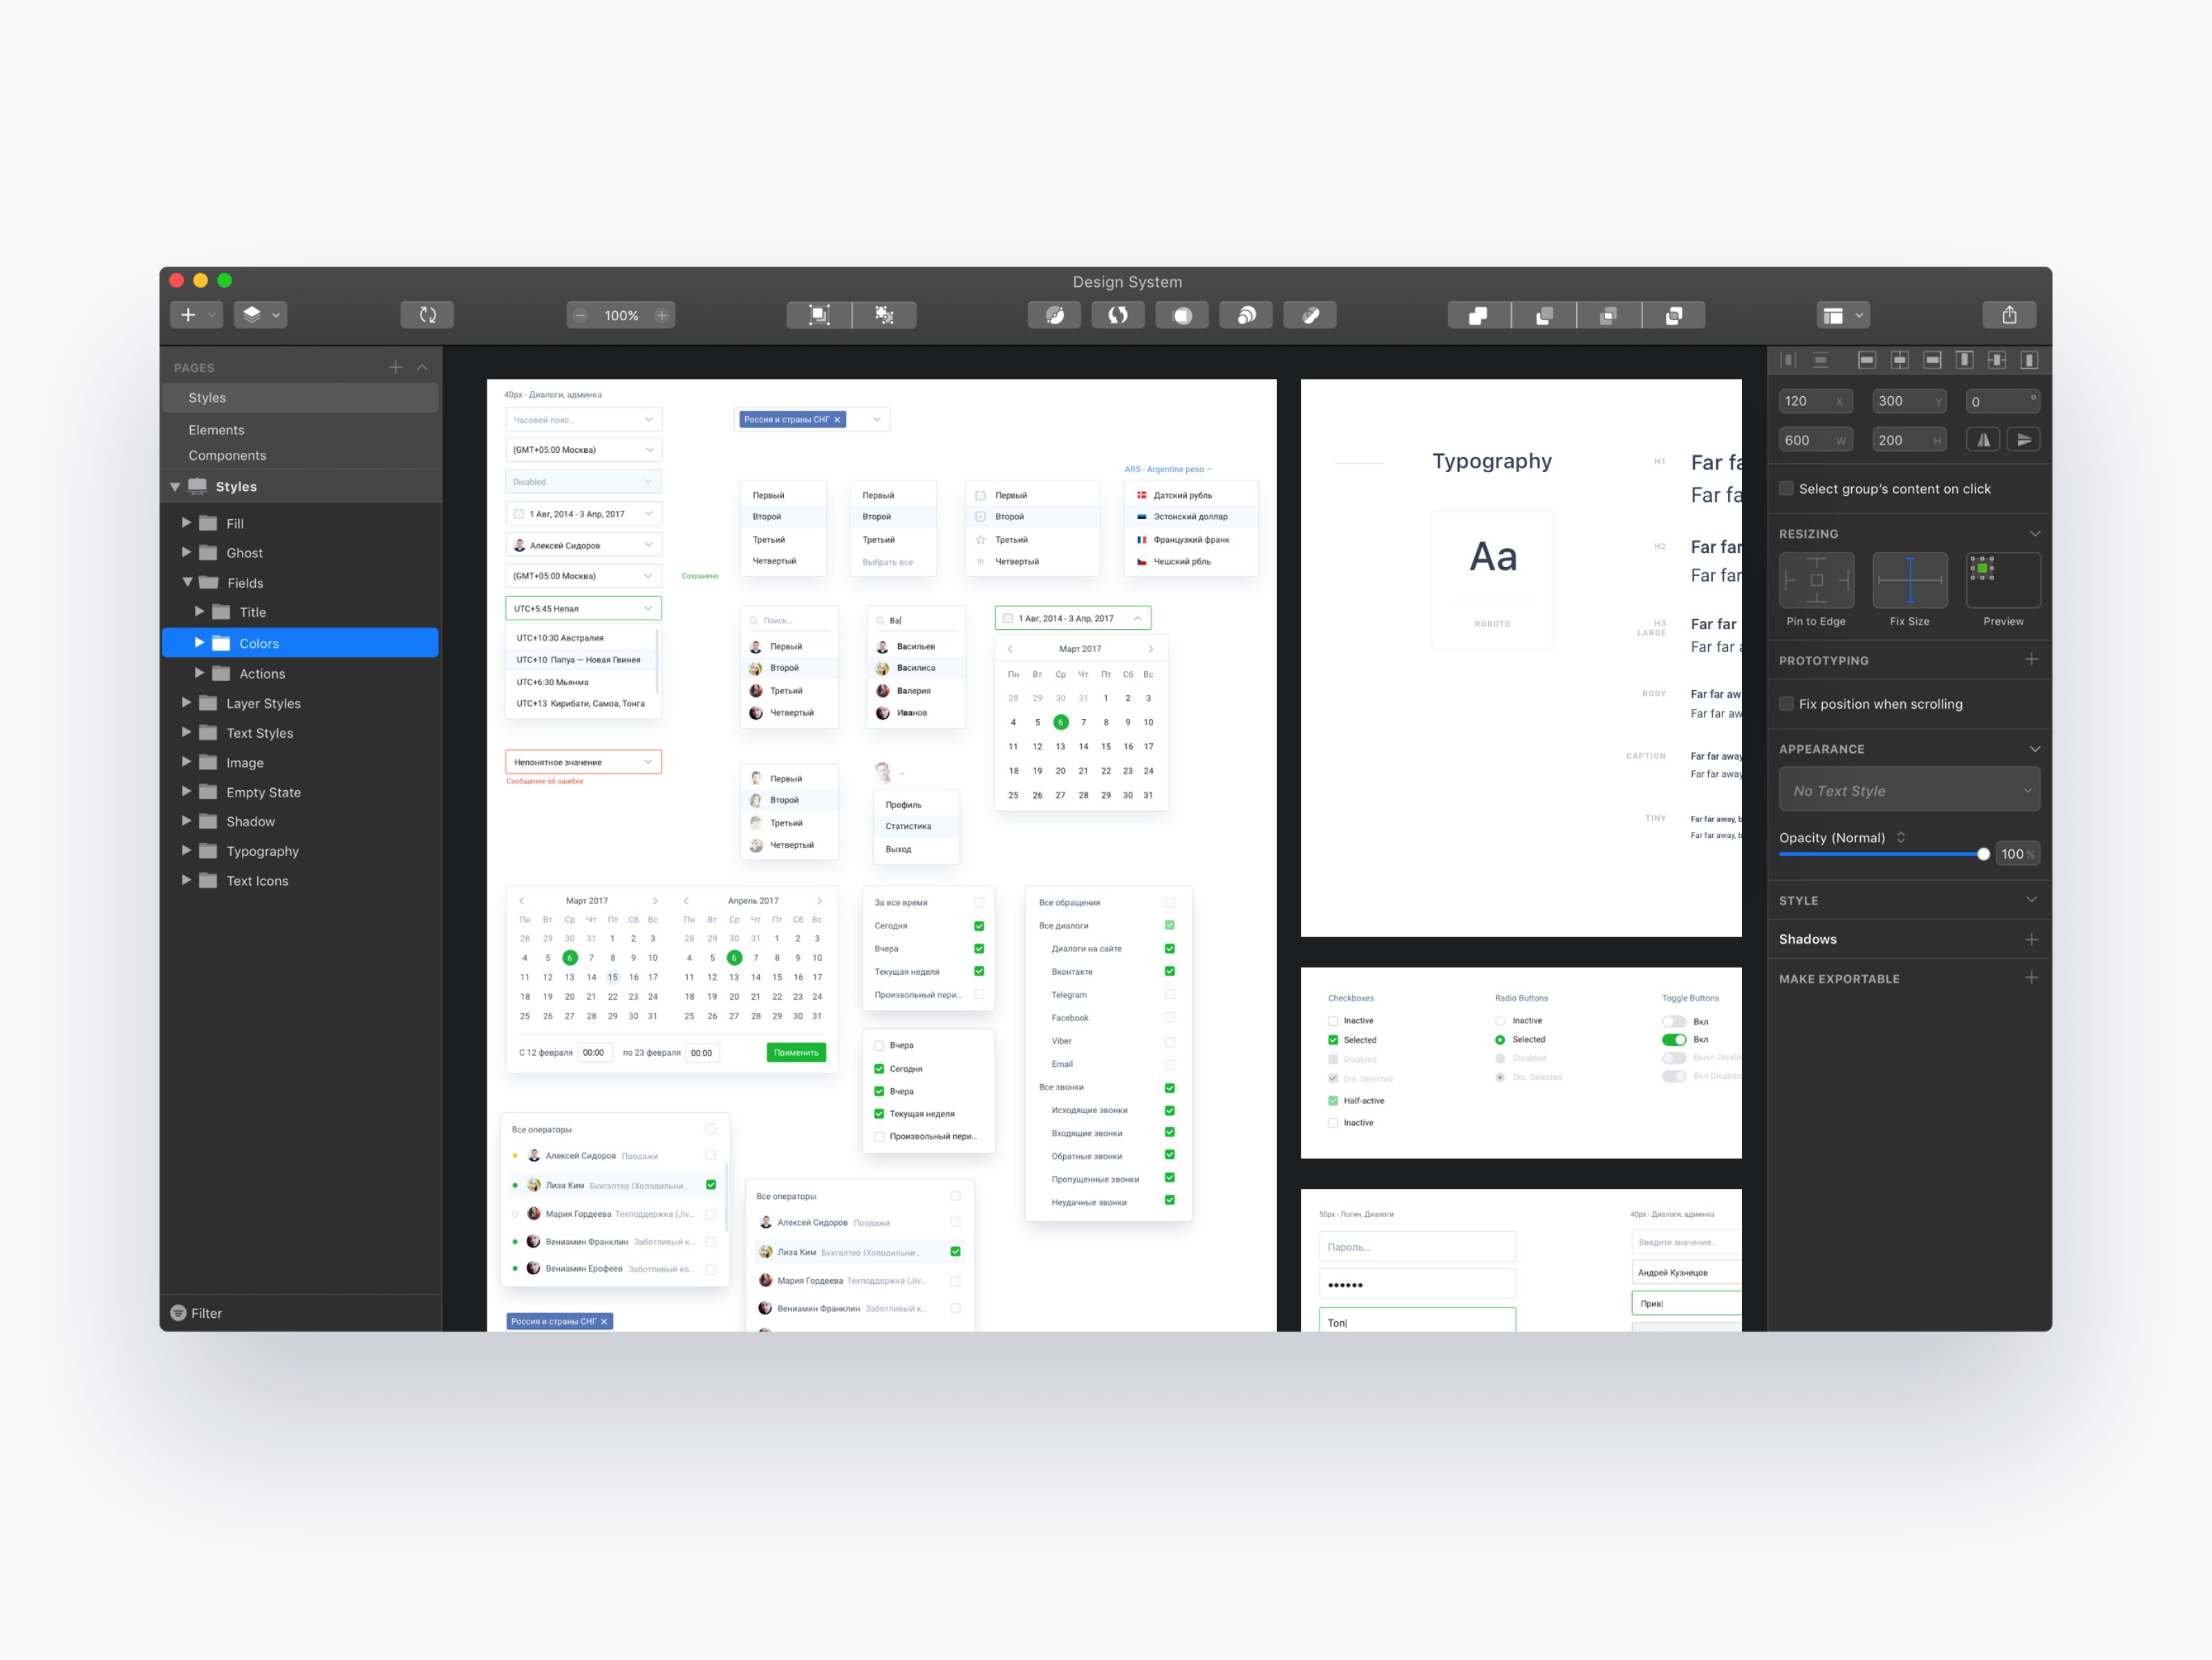 Design System
100%
PAGES
Styles
Elements
Components
Styles
Fill
Ghost
Fields
Title
Colors
Actions
Layer Styles
Text Styles
Image
Empty State
Shadow
Typography
Text Icons
Filter
40px - Диалоги, админка
Часовой пояс...
(GMT+05:00 Москва)
Disabled
1 Авг, 2014 - 3 Апр, 2017
Алексей Сидоров
(GMT+05:00 Москва)
Сохранено
UTC+5:45 Непал
UTC+10:30 Австралия
UTC+10 Папуа — Новая Гвинея
UTC+6:30 Мьянма
UTC+13 Кирибати, Самоа, Тонга
Непонятное значение
Сообщение об ошибке
Россия и страны СНГ
Первый
Второй
Третьий
Четвертый
Первый
Второй
Третьий
Выбрать все
Первый
Второй
Третьий
Четвертый
ARS - Argentine peso
Датский рубль
Эстонский доллар
Французкий франк
Чешский рбль
Поиск...
Первый
Второй
Третьий
Четвертый
Ва
Васильев
Василиса
Валерия
Иванов
1 Авг, 2014 - 3 Апр, 2017
Март 2017
Пн Вт Ср Чт Пт Сб Вс
28 29 30 31 1 2 3
4 5 6 7 8 9 10
11 12 13 14 15 16 17
18 19 20 21 22 23 24
25 26 27 28 29 30 31
Первый
Второй
Третьий
Четвертый
Профиль
Статистика
Выход
Март 2017
Пн Вт Ср Чт Пт Сб Вс
28 29 30 31 1 2 3
4 5 6 7 8 9 10
11 12 13 14 15 16 17
18 19 20 21 22 23 24
25 26 27 28 29 30 31
Апрель 2017
Пн Вт Ср Чт Пт Сб Вс
28 29 30 31 1 2 3
4 5 6 7 8 9 10
11 12 13 14 15 16 17
18 19 20 21 22 23 24
25 26 27 28 29 30 31
С 12 февраля 00:00 по 23 февраля 00:00 Применить
За все время
Сегодня
Вчера
Текущая неделя
Произвольный пери...
Вчера
Сегодня
Вчера
Текущая неделя
Произвольный пери...
Все обращения
Все диалоги
Диалоги на сайте
Вконтакте
Telegram
Facebook
Viber
Email
Все звонки
Исходящие звонки
Входящие звонки
Обратные звонки
Пропущенные звонки
Неудачные звонки
Все операторы
Алексей Сидоров Продажи
Лиза Ким Бухгалтер (Холодильни...
Мария Гордеева Техподдержка (Jiv...
Вениамин Франклин Заботливый к...
Вениамин Ерофеев Заботливый ко...
Россия и страны СНГ
Все операторы
Алексей Сидоров Продажи
Лиза Ким Бухгалтер (Холодильни...
Мария Гордеева Техподдержка (Jiv...
Вениамин Франклин Заботливый к...
Typography
Aa
ROBOTO
H1
Far fa
Far fa
H2
Far far
Far far
H3
LARGE
Far far
Far far
BODY
Far far aw
Far far aw
CAPTION
Far far away
Far far away
TINY
Far far away, b
Far far away, b
Checkboxes
Inactive
Selected
Disabled
Dis. Selected
Half-active
Inactive
Radio Buttons
Inactive
Selected
Disabled
Dis. Selected
Toggle Buttons
Вкл
Вкл
Выкл Disabl
Вкл Disabled
50px - Логин, Диалоги
Пароль...
Топ
40px - Диалоги, админка
Введите значение...
Андрей Кузнецов
Прив
120 X 300 Y 0 °
600 W 200 H
Select group's content on click
RESIZING
Pin to Edge Fix Size Preview
PROTOTYPING
Fix position when scrolling
APPEARANCE
No Text Style
Opacity (Normal)
100 %
STYLE
Shadows
MAKE EXPORTABLE